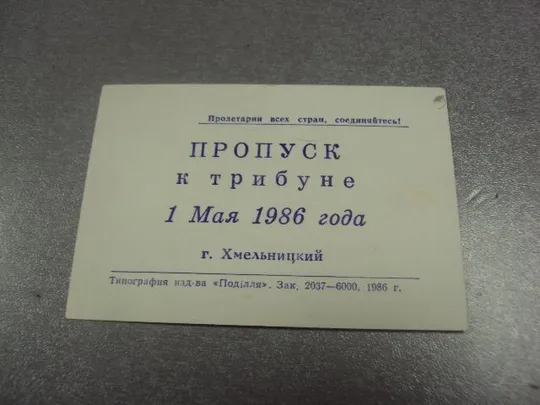 Пролетарии всех стран, соединяйтесь!
ПРОПУСК
к трибуне
1 Мая 1986 года
г. Хмельницкий
Типография изд-ва «Поділля». Зак. 2037—6000, 1986 г.